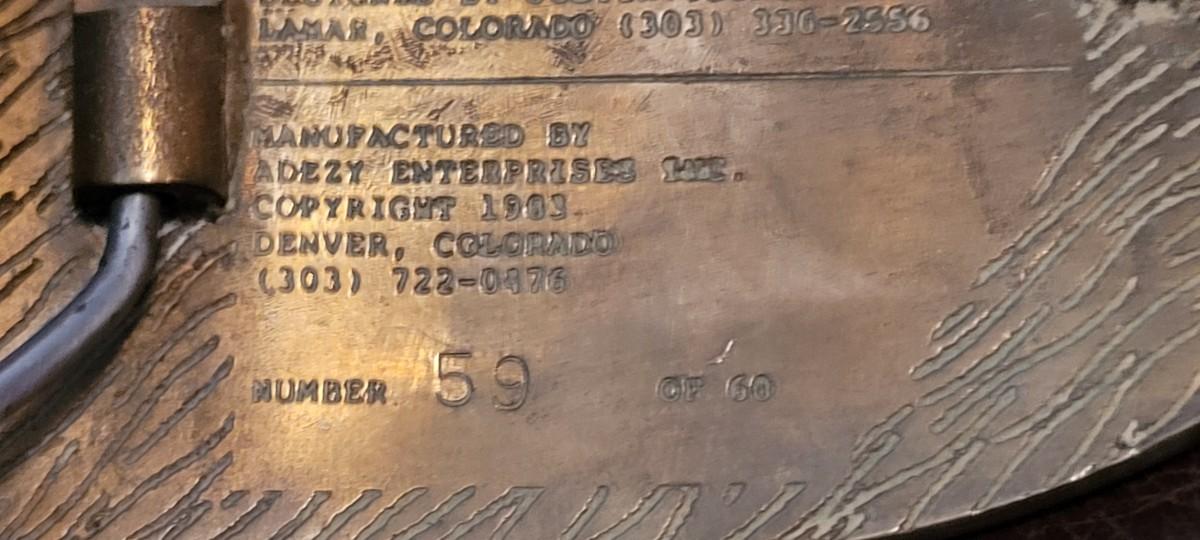 LAMAR, COLORADO (303) 336-2556
MANUFACTURED BY
ADEZY ENTERPRISES INC.
COPYRIGHT 1983
DENVER, COLORADO
(303) 722-0476
NUMBER 59 OF 60